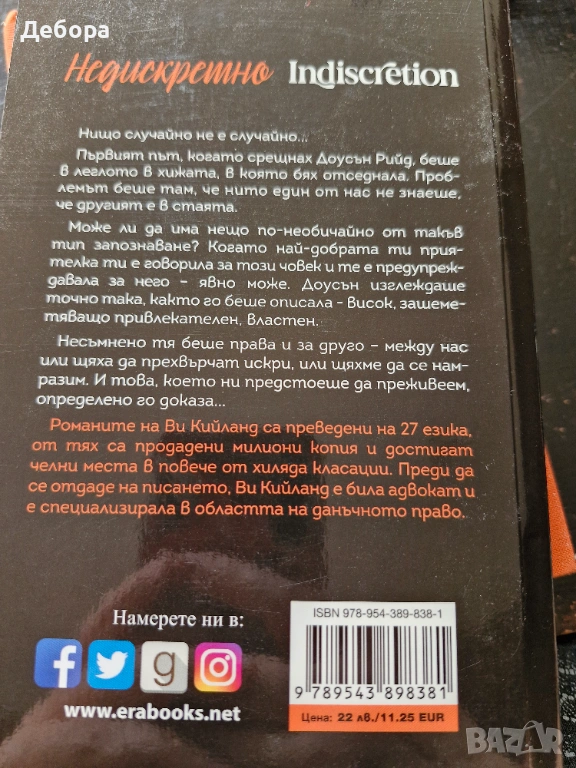 Дебора
Недискретно Indiscretion
Нищо случайно не е случайно...
Първият път, когато срещнах Доусън Рийд, беше
в леглото в хижата, в която бях отседнала. Проб-
лемът беше там, че нито един от нас не знаеше,
че другият е в стаята.
Може ли да има нещо по-необичайно от такъв
тип запознаване? Когато най-добрата ти прия-
телка ти е говорила за този човек и те е предупреж-
давала за него – явно може. Доусън изглеждаше
точно така, както го беше описала - висок, зашеме-
тяващо привлекателен, властен.
Несъмнено тя беше права и за друго – между нас
или щяха да прехвърчат искри, или щяхме да се нам-
разим. И това, което ни предстоеше да преживеем,
определено го доказа...
Романите на Ви Кийланд са преведени на 27 езика,
от тях са продадени милиони копия и достигат
челни места в повече от хиляда класации. Преди да
се отдаде на писането, Ви Кийланд е била адвокат и
е специализирала в областта на данъчното право.
Намерете ни в:
www.erabooks.net
ISBN 978-954-389-838-1
9 789543 898381
Цена: 22 лв./11.25 EUR
BAZAR